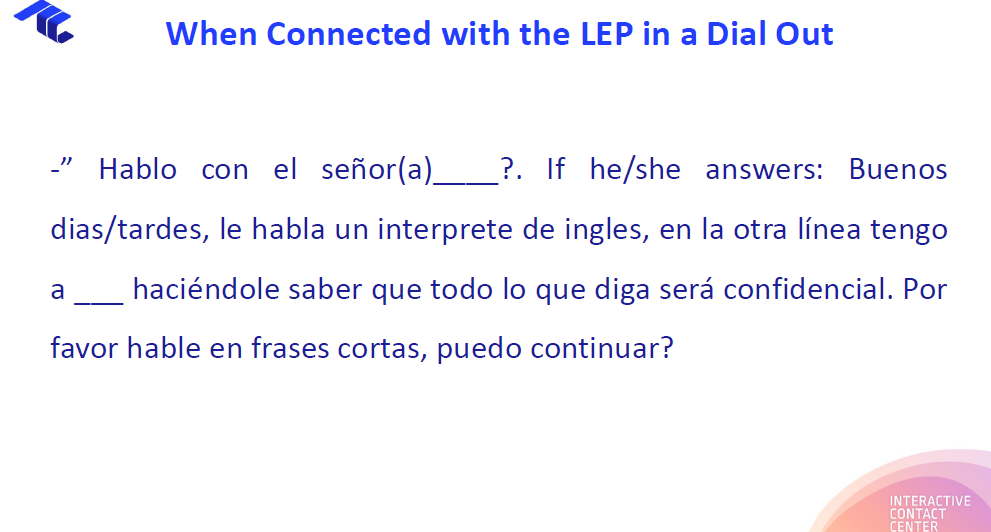 When Connected with the LEP in a Dial Out
-” Hablo con el señor(a)____?. If he/she answers: Buenos
dias/tardes, le habla un interprete de ingles, en la otra línea tengo
a ___ haciéndole saber que todo lo que diga será confidencial. Por
favor hable en frases cortas, puedo continuar?
INTERACTIVE
CONTACT
CENTER